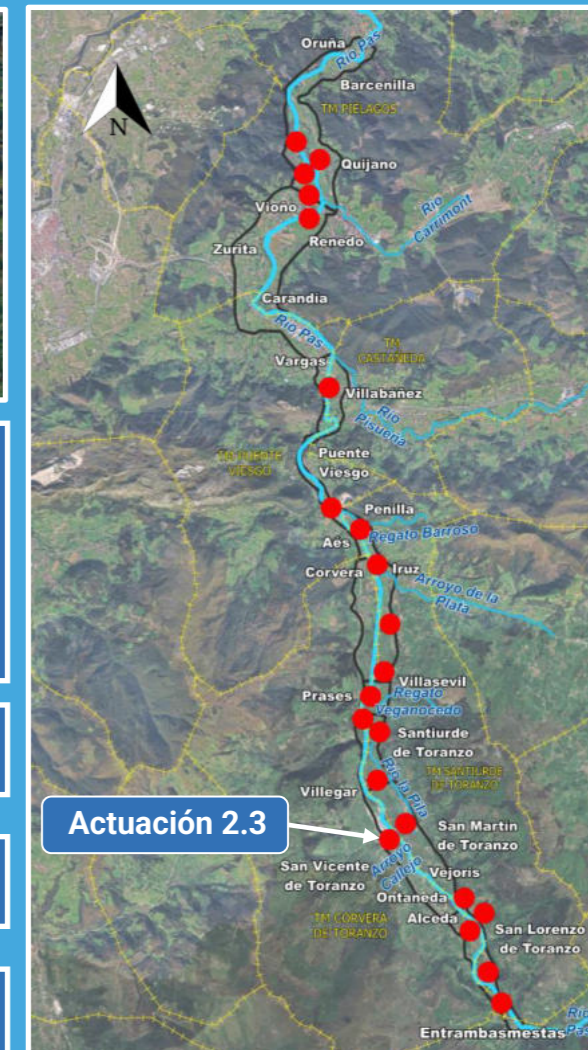 Oruña
Río Pas
Barcenilla
TM PIELAGOS
N
Quijano
Río
Carrimont
Vioño
Renedo
Zurita
Carandia
Río Pas
TM
CASTAÑEDA
Vargas
Villabáñez
Río
Pisueña
Puente
Viesgo
TM PUENTE
VIESGO
Penilla
Regato Barroso
Aés
Corvera
Iruz
Arroyo de la
Plata
Villasevil
Prases
Regato
Veganocedo
Santiurde
de Toranzo
TM SANTIURDE
DE TORANZO
Villegar
Río la Pila
Actuación 2.3
San Martín
de Toranzo
San Vicente
de Toranzo
Arroyo
Callejo
Vejorís
Ontaneda
Alceda
San Lorenzo
de Toranzo
TM CORVERA
DE TORANZO
Río
Pas
Entrambasmestas